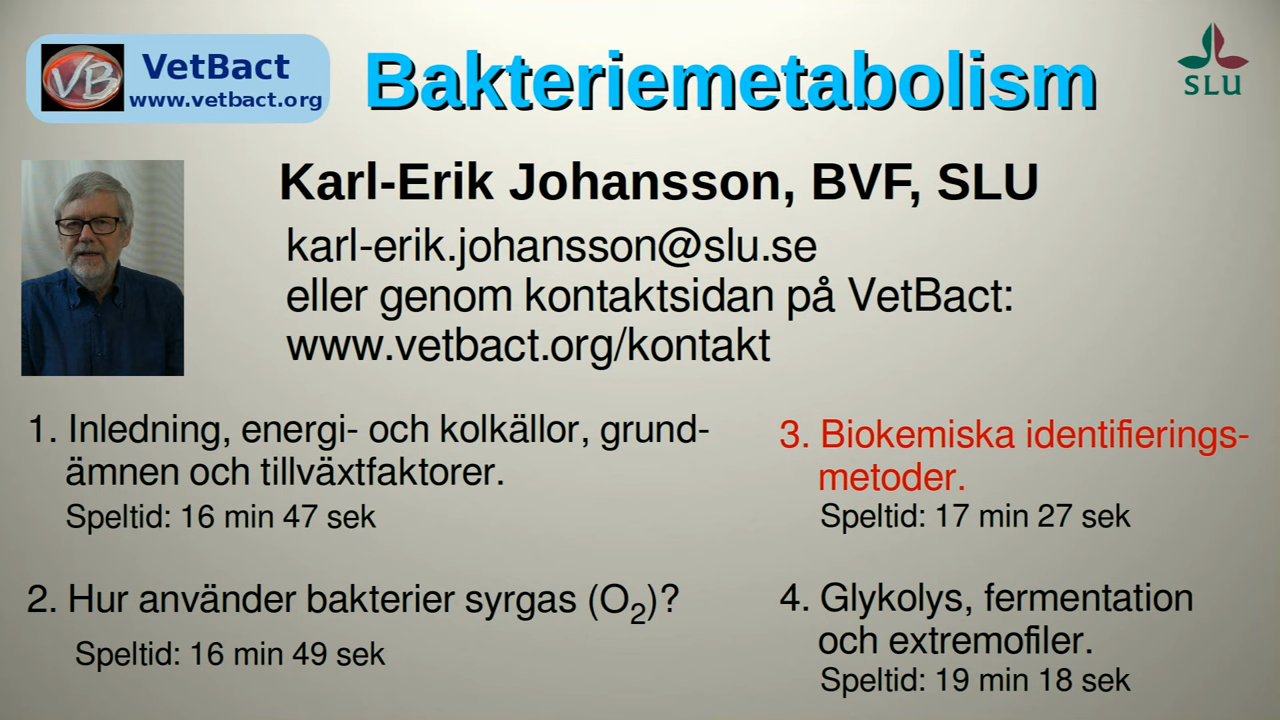 VB
VetBact
www.vetbact.org
Bakteriemetabolism
SLU
Karl-Erik Johansson, BVF, SLU
karl-erik.johansson@slu.se
eller genom kontaktsidan på VetBact:
www.vetbact.org/kontakt
1. Inledning, energi- och kolkällor, grund-
ämnen och tillväxtfaktorer.
Speltid: 16 min 47 sek
2. Hur använder bakterier syrgas (O₂)?
Speltid: 16 min 49 sek
3. Biokemiska identifierings-
metoder.
Speltid: 17 min 27 sek
4. Glykolys, fermentation
och extremofiler.
Speltid: 19 min 18 sek